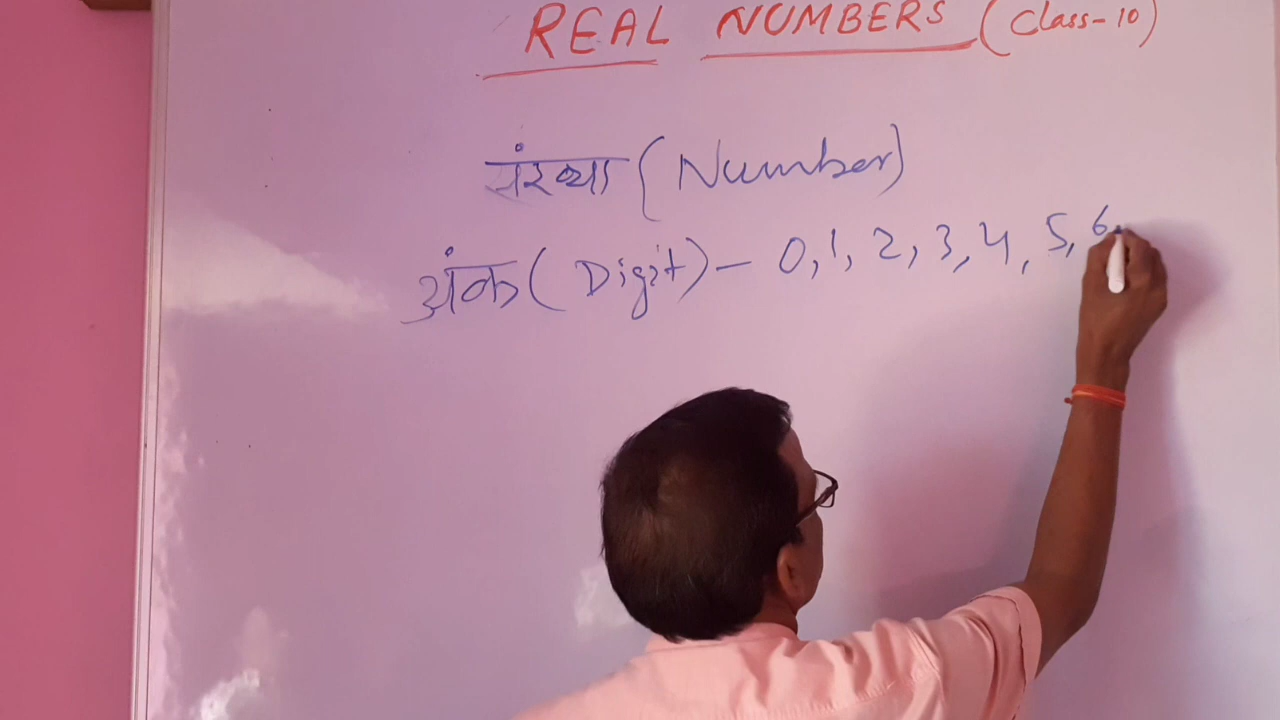 REAL NUMBERS (Class-10)
संख्या (Number)
अंक (Digit) - 0, 1, 2, 3, 4, 5, 6,